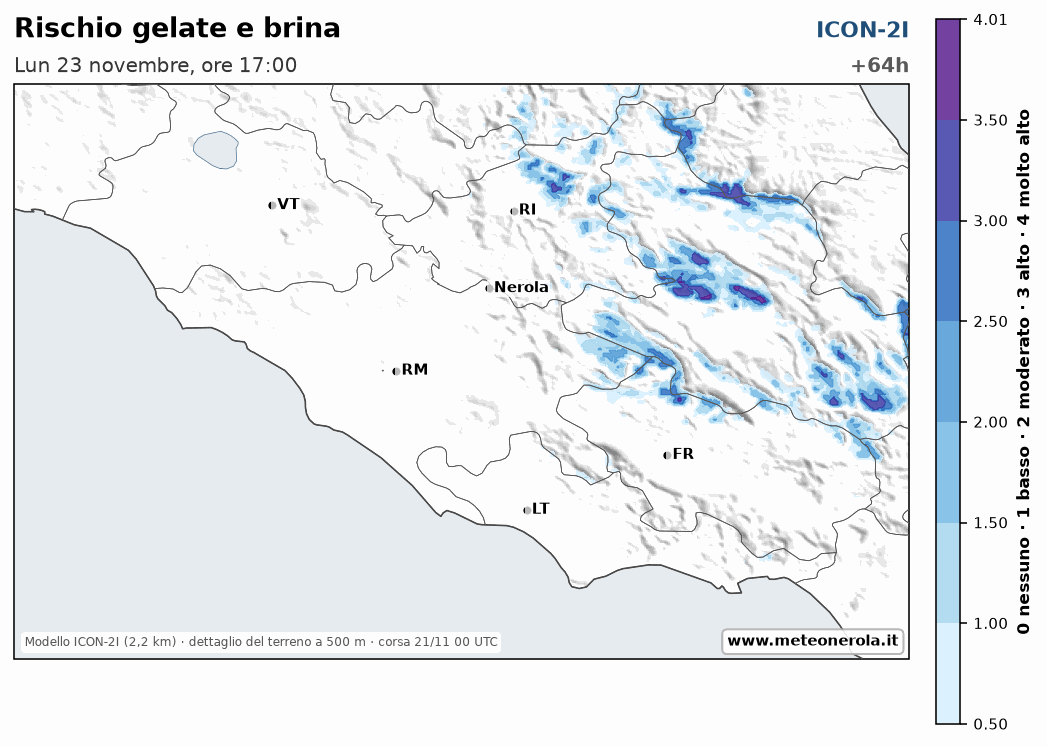 Rischio gelate e brina
ICON-2I
Lun 23 novembre, ore 17:00
+64h
VT
RI
Nerola
RM
FR
LT
Modello ICON-2I (2,2 km) · dettaglio del terreno a 500 m · corsa 21/11 00 UTC
www.meteonerola.it
4.01
3.50
3.00
2.50
2.00
1.50
1.00
0.50
0 nessuno · 1 basso · 2 moderato · 3 alto · 4 molto alto